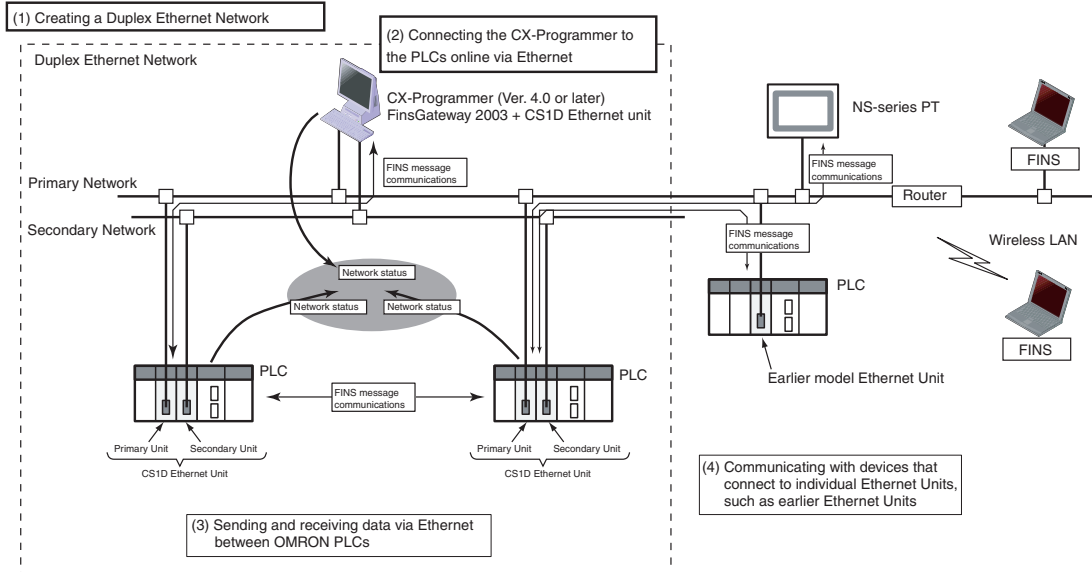 (1) Creating a Duplex Ethernet Network
(2) Connecting the CX-Programmer to
the PLCs online via Ethernet
Duplex Ethernet Network
CX-Programmer (Ver. 4.0 or later)
FinsGateway 2003 + CS1D Ethernet unit
NS-series PT
FINS
FINS message
communications
FINS message
communications
Primary Network
Router
Secondary Network
FINS message
communications
Wireless LAN
Network status
Network status
Network status
PLC
FINS
PLC
PLC
Earlier model Ethernet Unit
FINS message
communications
Primary Unit
Secondary Unit
CS1D Ethernet Unit
Primary Unit
Secondary Unit
CS1D Ethernet Unit
(4) Communicating with devices that
connect to individual Ethernet Units,
such as earlier Ethernet Units
(3) Sending and receiving data via Ethernet
between OMRON PLCs